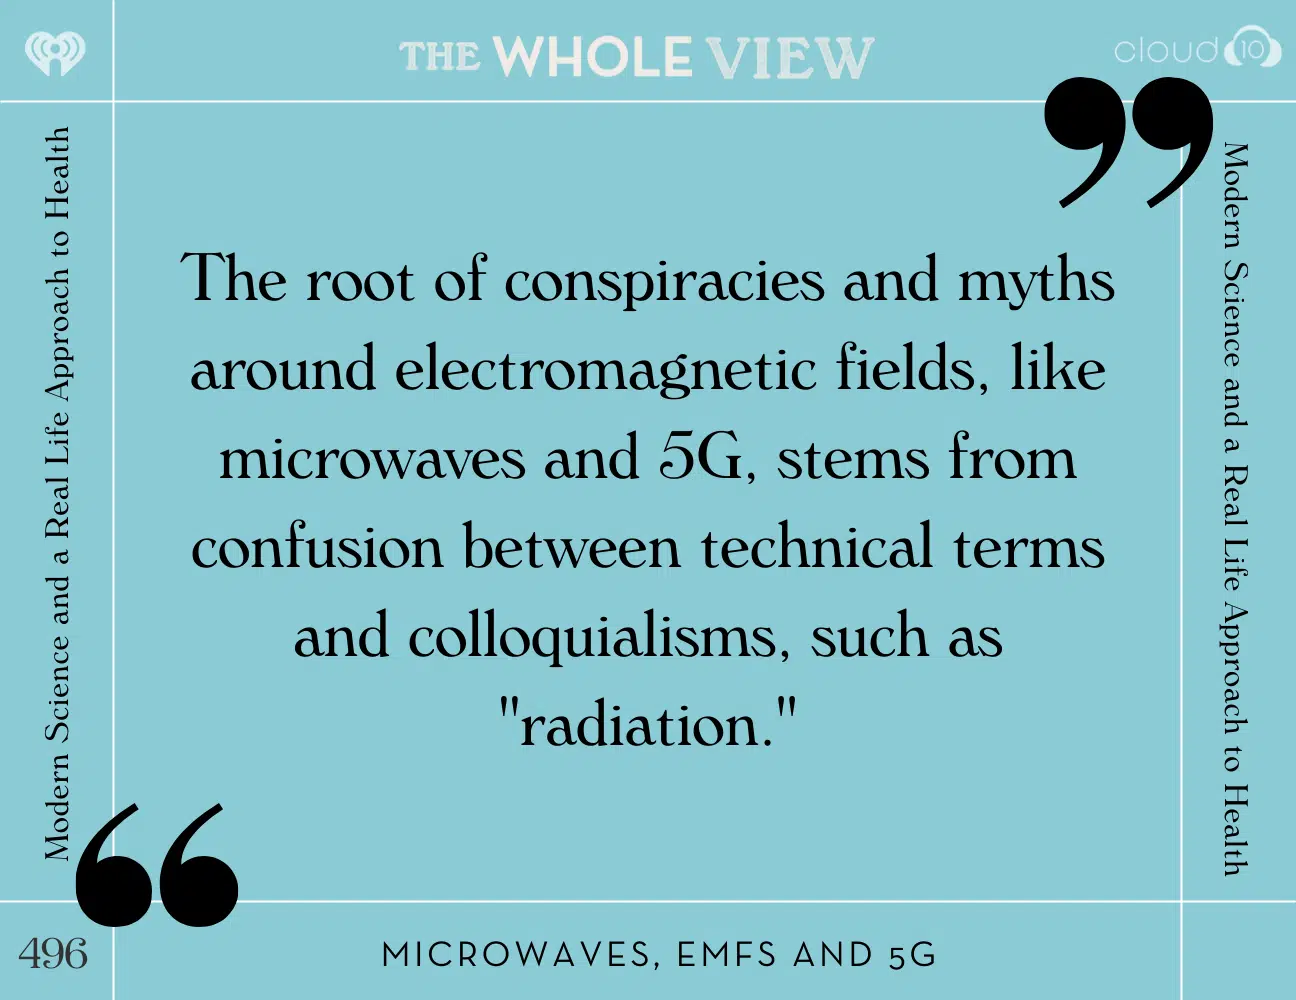 THE WHOLE VIEW
cloud10
Modern Science and a Real Life Approach to Health
Modern Science and a Real Life Approach to Health
”
The root of conspiracies and myths
around electromagnetic fields, like
microwaves and 5G, stems from
confusion between technical terms
and colloquialisms, such as
"radiation."
“
496
MICROWAVES, EMFS AND 5G